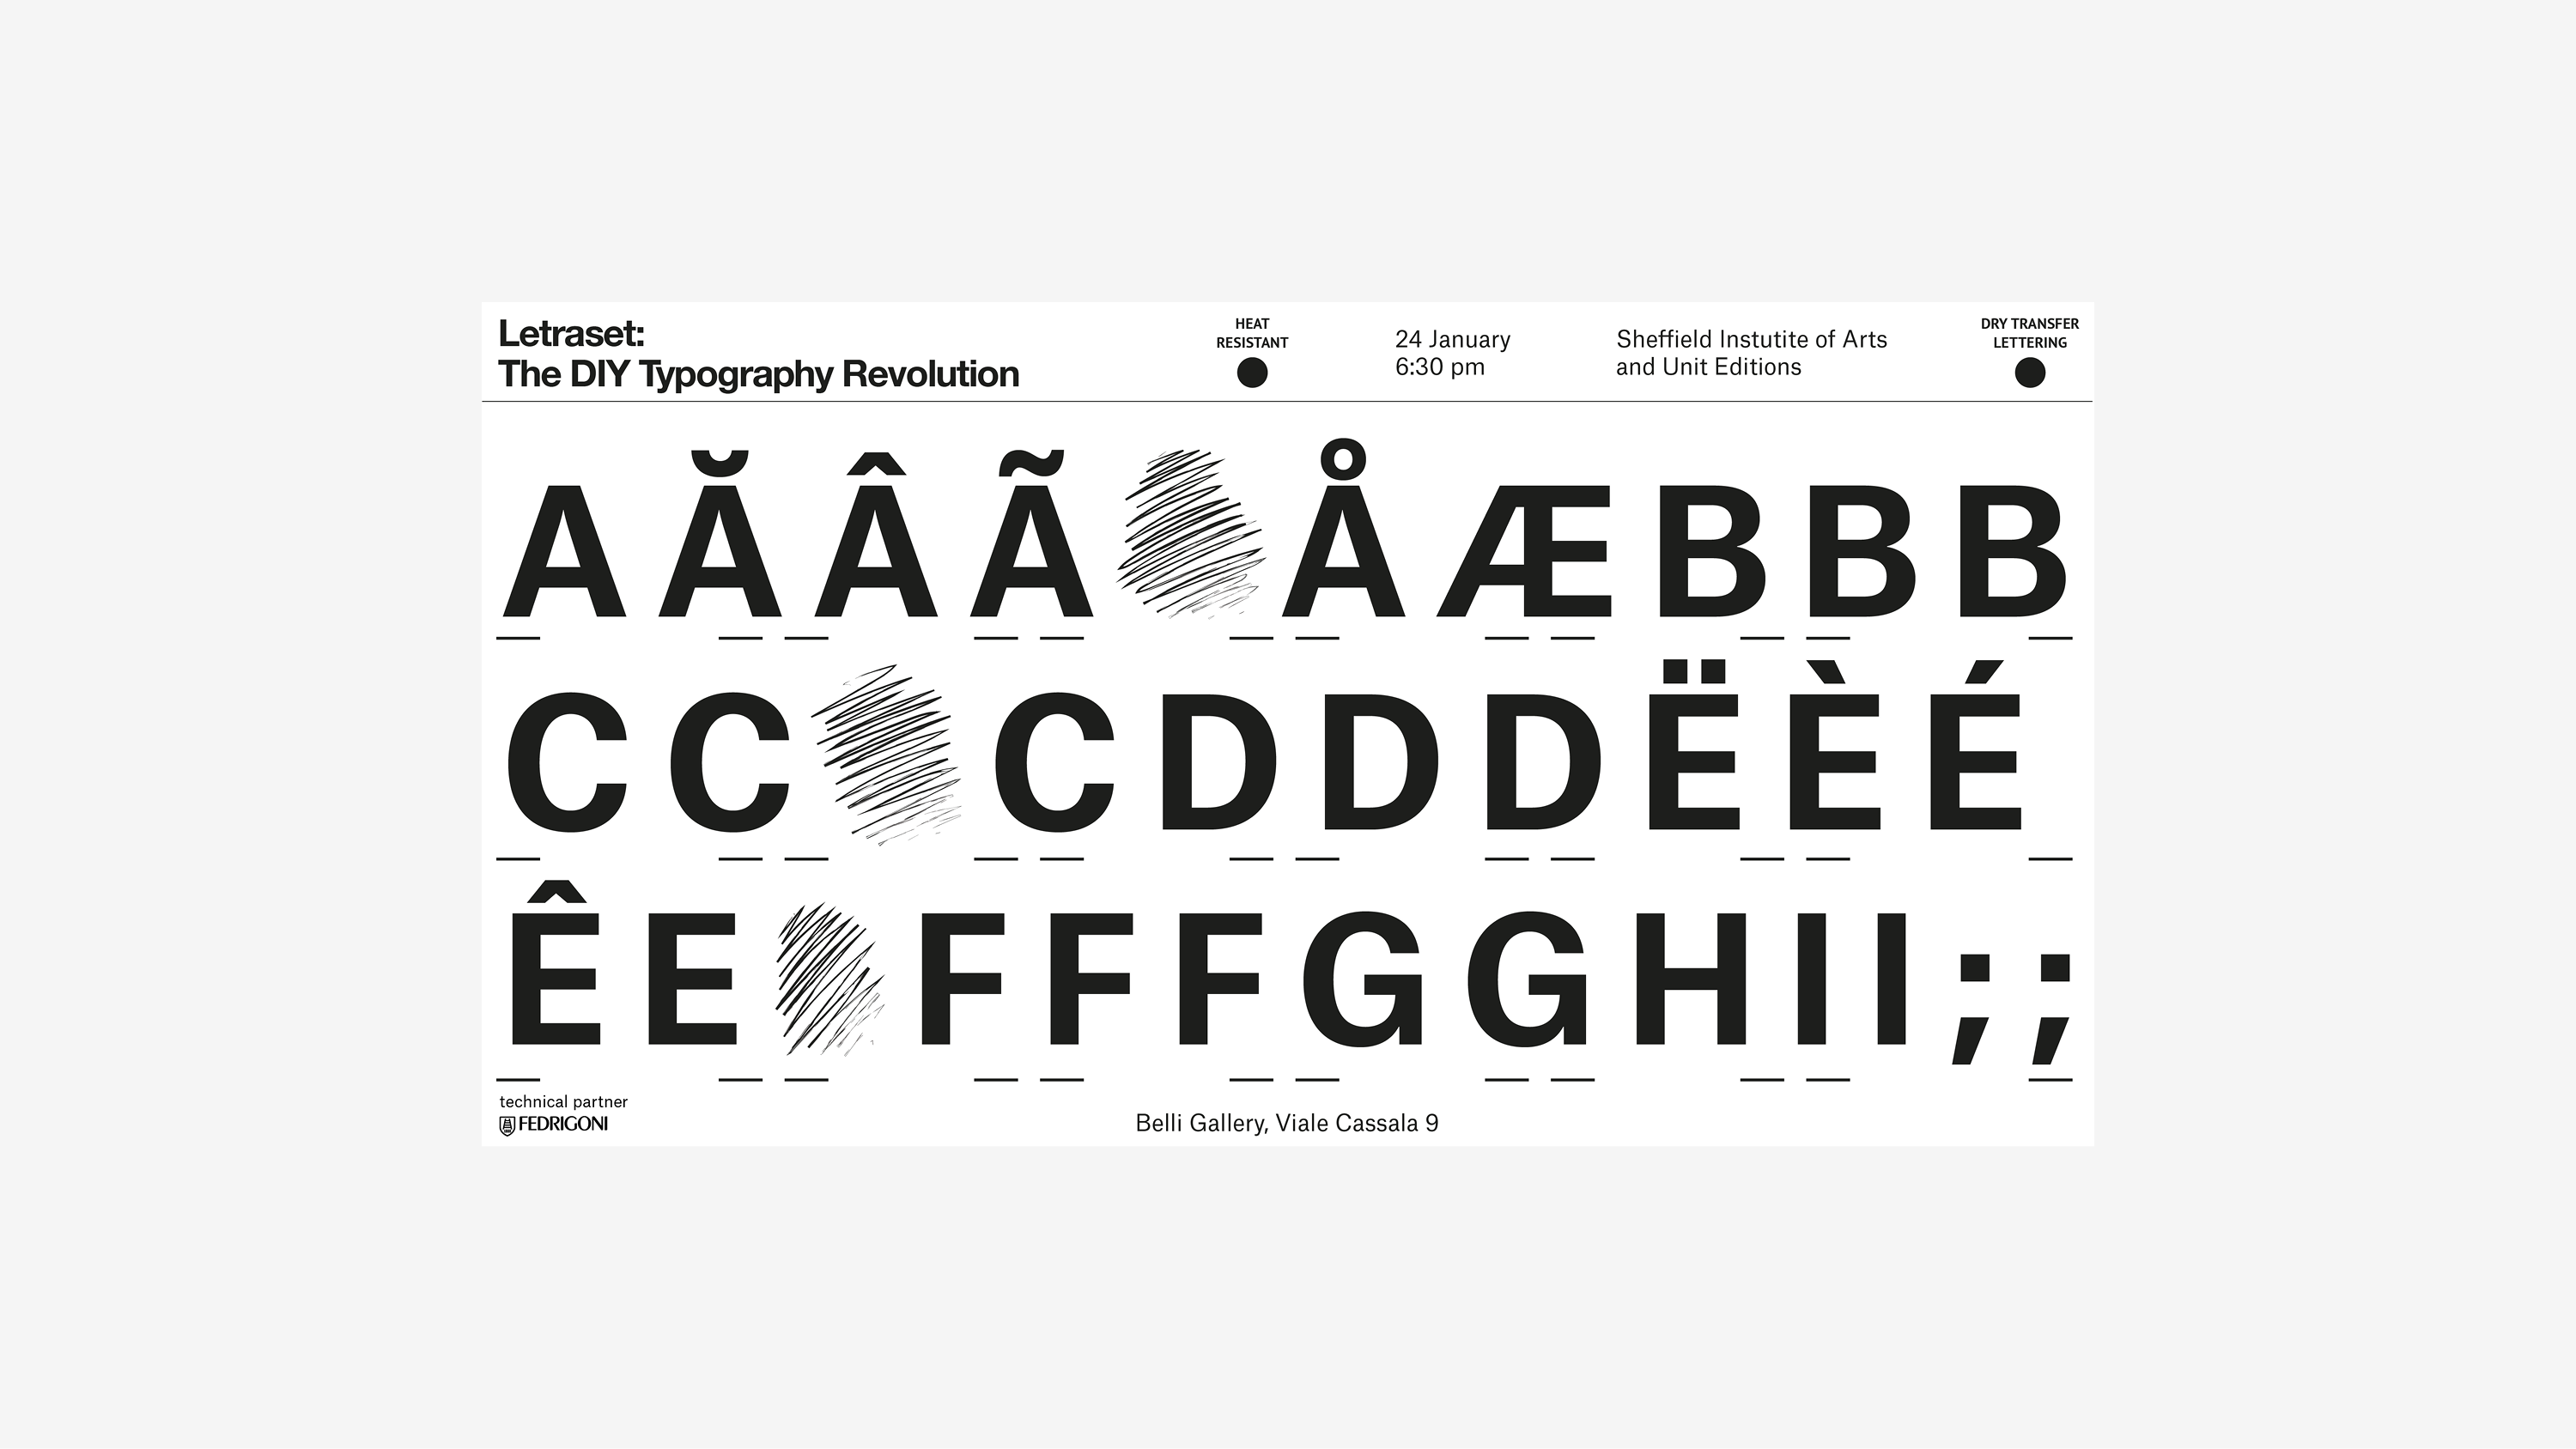 Letraset:
The DIY Typography Revolution
HEAT
RESISTANT
24 January
6:30 pm
Sheffield Instutite of Arts
and Unit Editions
DRY TRANSFER
LETTERING
A Ă Â Ã Å Æ B B B
C C C D D D Ë È É
Ê E F F F G G H I I ; ;
technical partner
FEDRIGONI
Belli Gallery, Viale Cassala 9